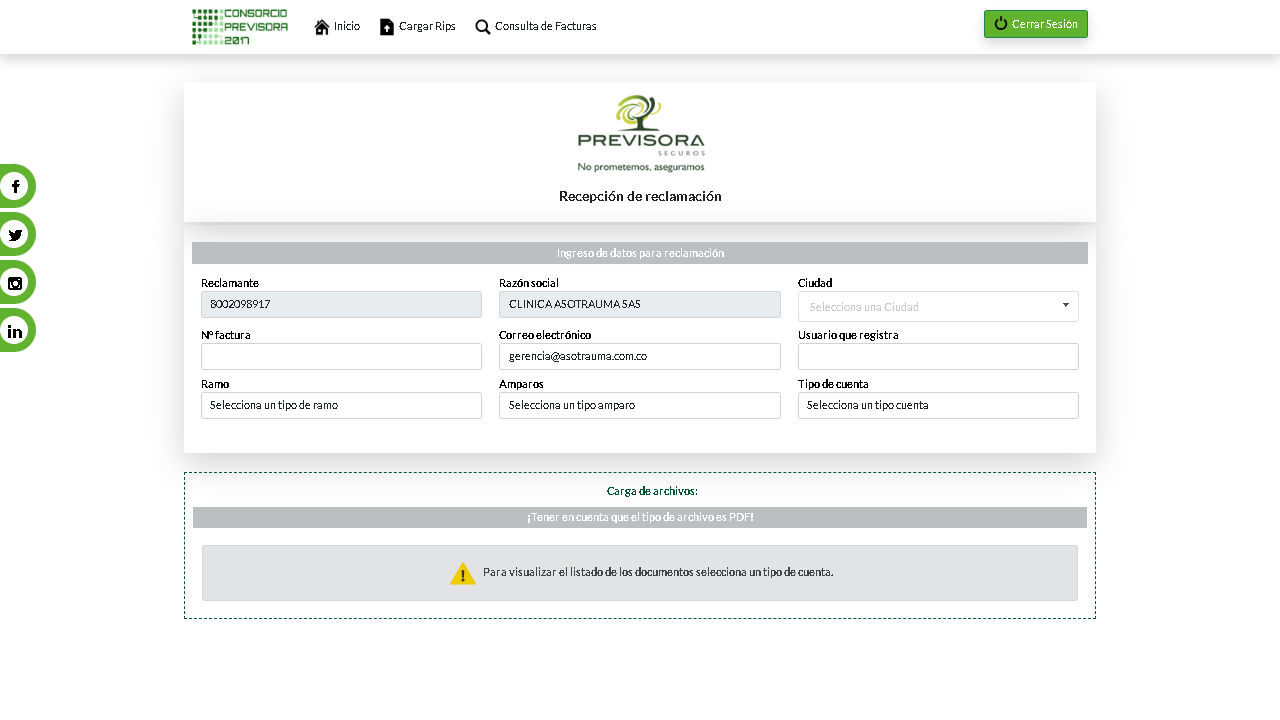 CONSORCIO
PREVISORA
2017
Inicio
Cargar Rips
Consulta de Facturas
Cerrar Sesión
PREVISORA
SEGUROS
No prometemos, aseguramos
Recepción de reclamación
Ingreso de datos para reclamación
Reclamante
Razón social
Ciudad
8002098917
CLINICA ASOTRAUMA SAS
Selecciona una Ciudad
N° factura
Correo electrónico
Usuario que registra
gerencia@asotrauma.com.co
Ramo
Amparos
Tipo de cuenta
Selecciona un tipo de ramo
Selecciona un tipo amparo
Selecciona un tipo cuenta
Carga de archivos:
¡Tener en cuenta que el tipo de archivo es PDF!
Para visualizar el listado de los documentos selecciona un tipo de cuenta.